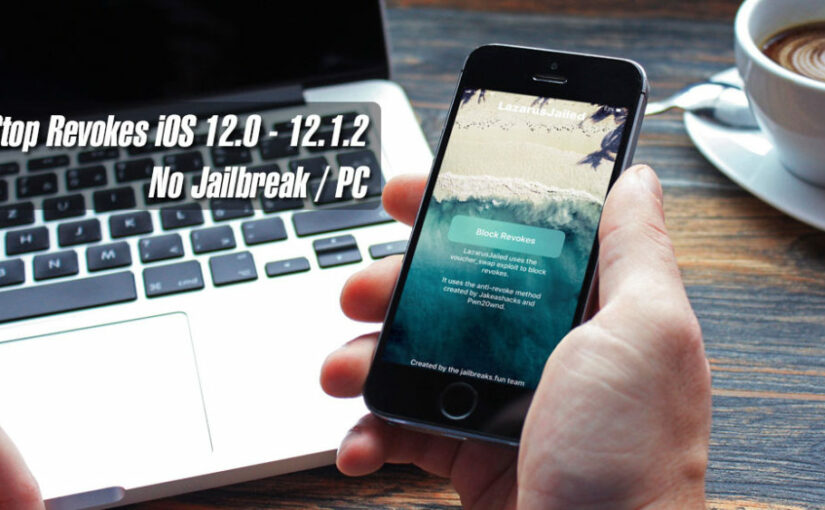 Stop Revokes iOS 12.0 - 12.1.2
No Jailbreak / PC
LazarusJailed
Block Revokes
LazarusJailed uses the
voucher_swap exploit to block
revokes.
It uses the anti-revoke method
created by Jakeashacks and
Pwn20wnd.
Created by the jailbreaks.fun team
Z
U
H
J
K
L
B
N
M